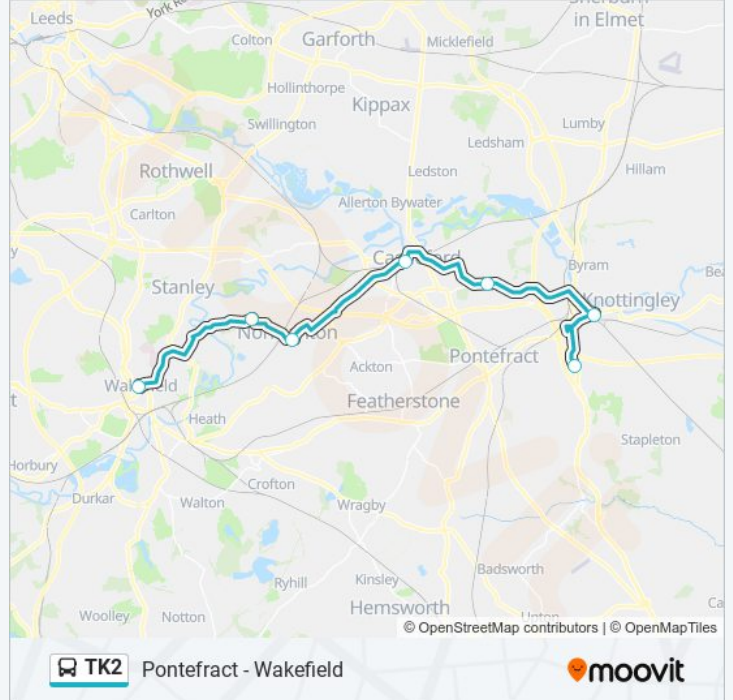 Sherburn
in Elmet
Leeds
York R
Colton
Garforth
Micklefield
Hollinthorpe
Kippax
Swillington
Lumby
Ledsham
Rothwell
Ledston
Hillam
Allerton Bywater
Carlton
Byram
Stanley
Knottingley
Pontefract
Ackton
Featherstone
Heath
Stapleton
Horbury
Crofton
Durkar
Walton
Wragby
Badsworth
Ryhill
Kinsley
Hemsworth
Woolley
Notton
© OpenStreetMap contributors | © OpenMapTiles
TK2
Pontefract - Wakefield
moovit